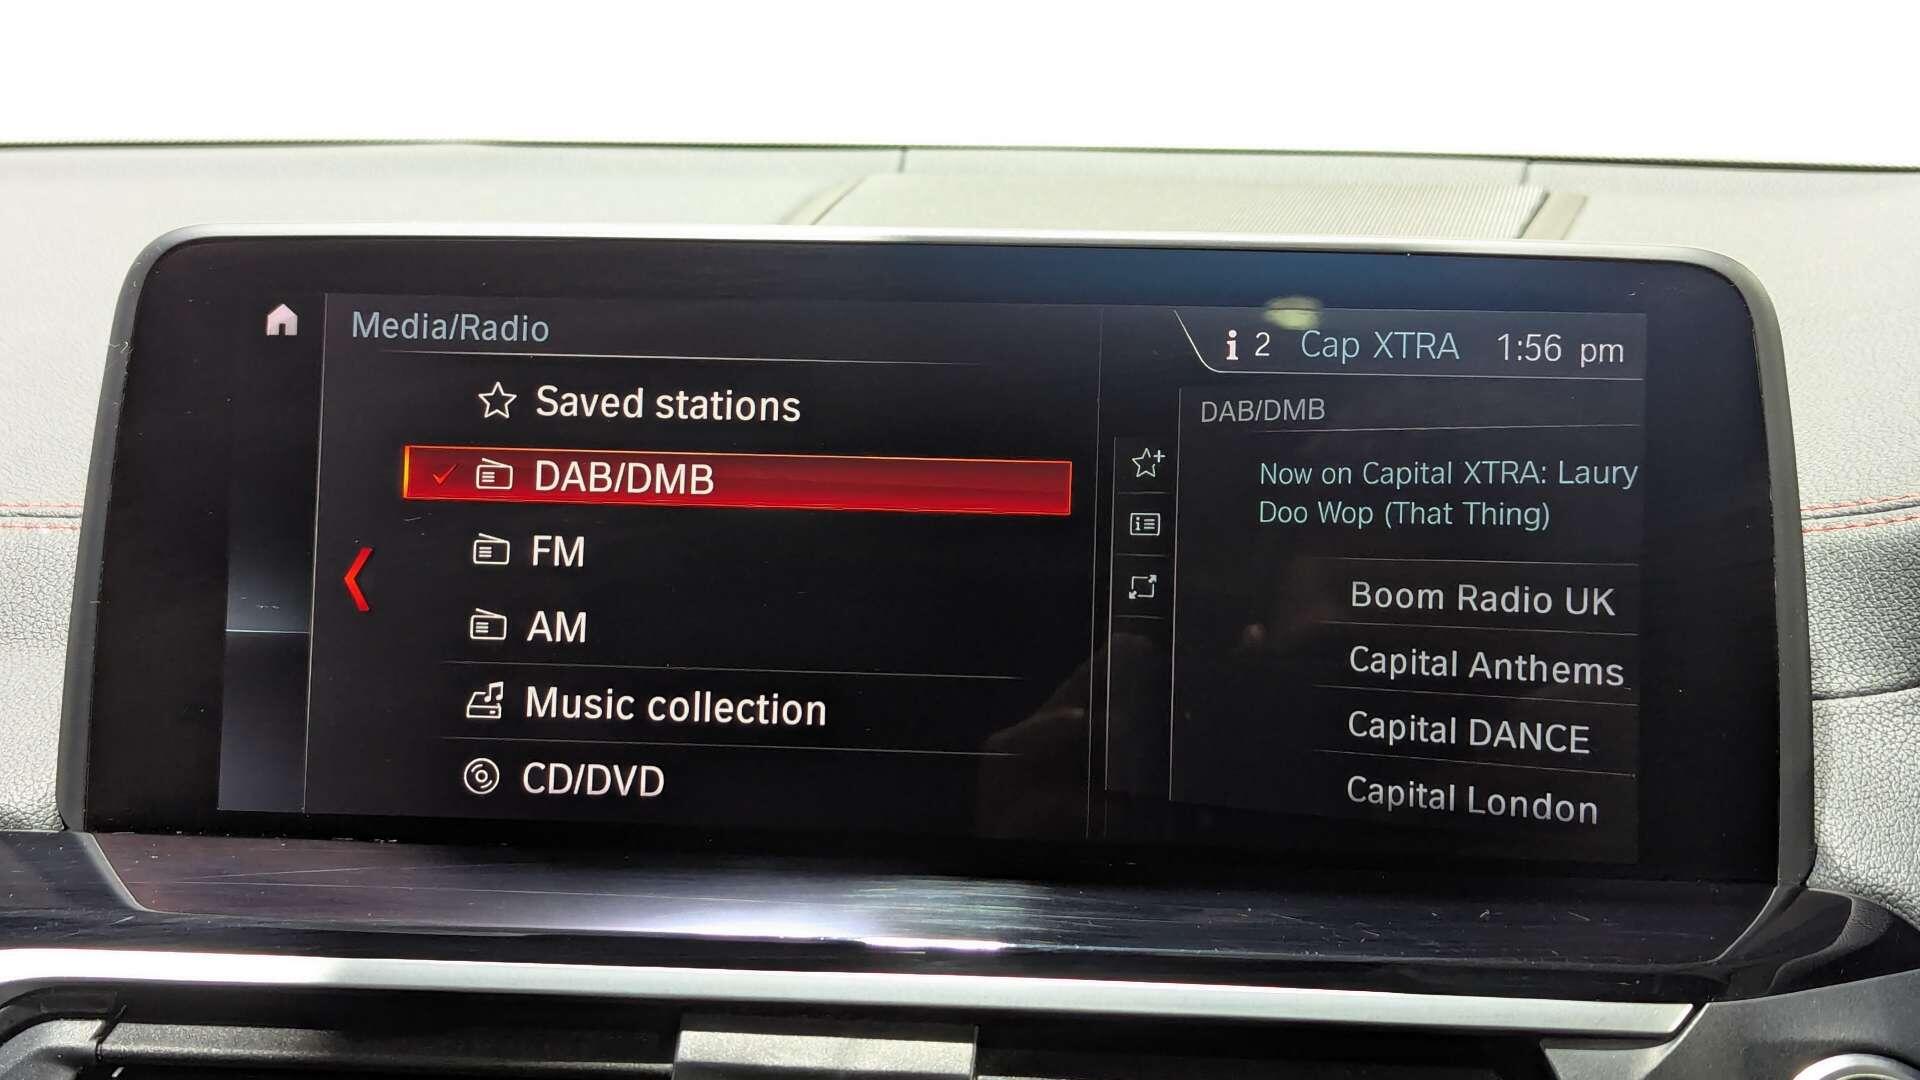 Media/Radio
2 Cap XTRA 1:56 pm
Saved stations
DAB/DMB
FM
AM
Music collection
CD/DVD
DAB/DMB
Now on Capital XTRA: Laury
Doo Wop (That Thing)
Boom Radio UK
Capital Anthems
Capital DANCE
Capital London